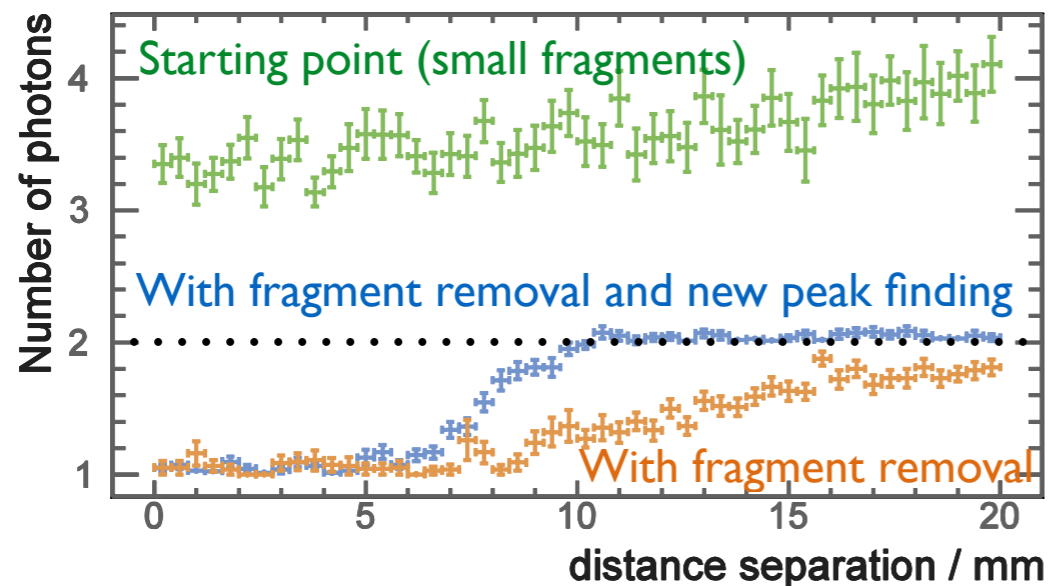 Number of photons
4
3
2
1
Starting point (small fragments)
With fragment removal and new peak finding
With fragment removal
0 5 10 15 20
distance separation / mm